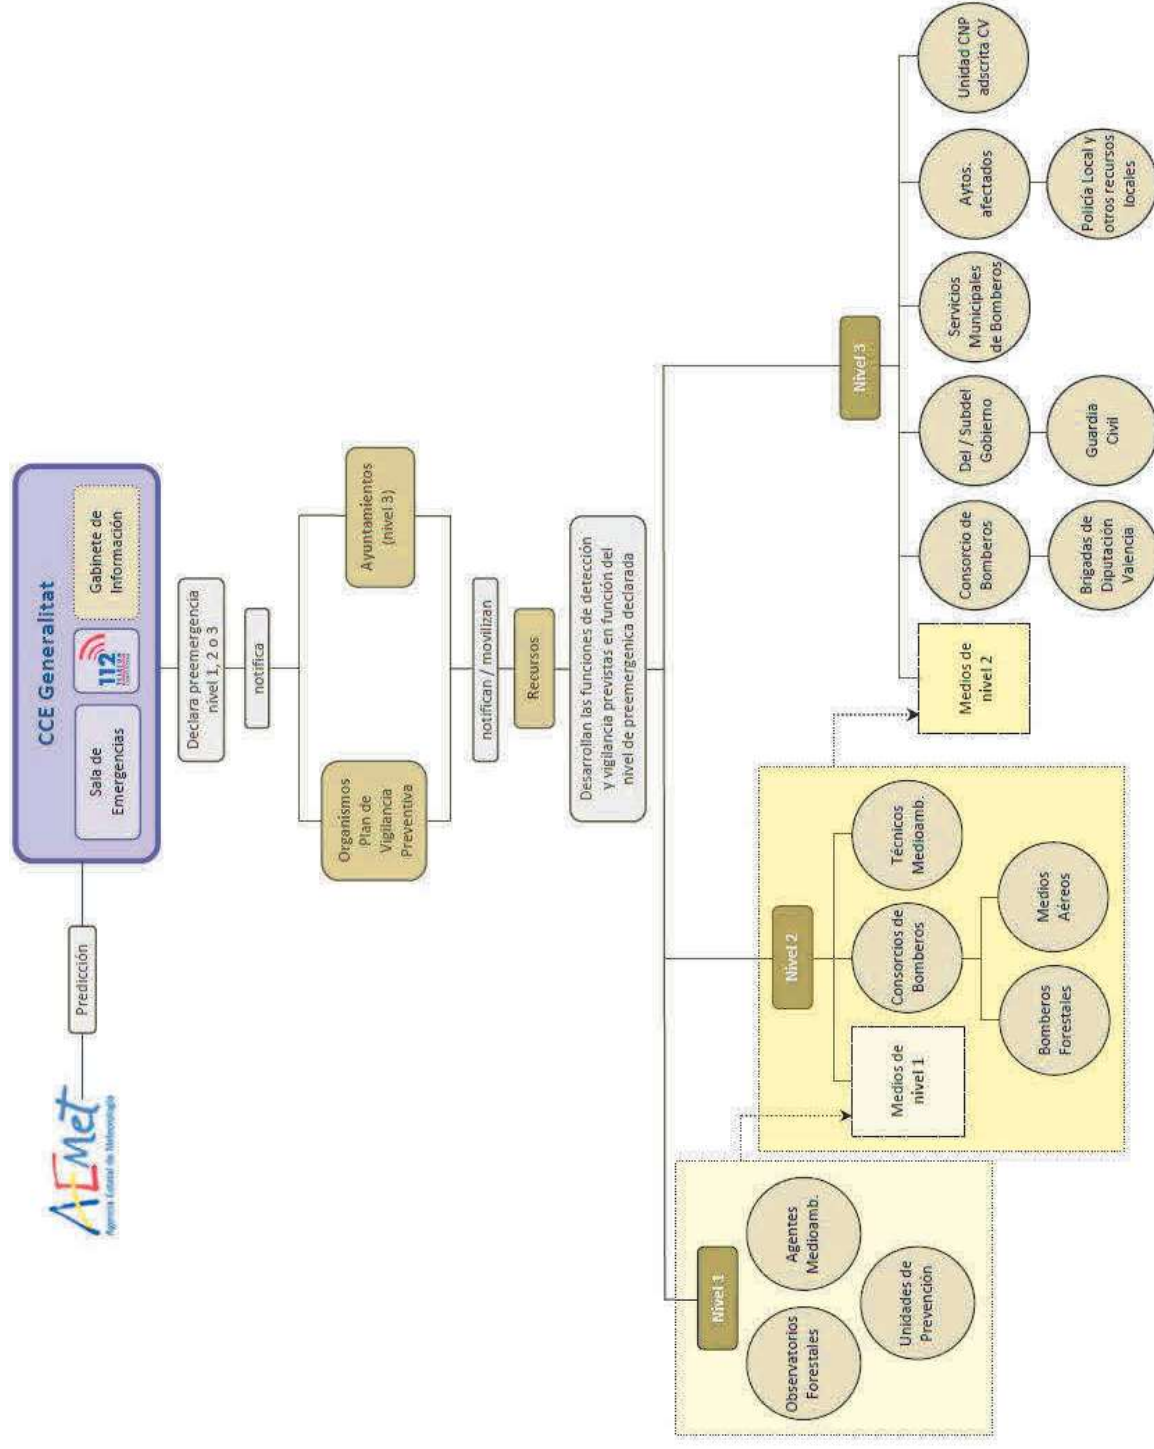 AEMet
Agencia Estatal de Meteorología
Predicción
CCE Generalitat
Sala de
Emergencias
112
Gabinete de
Información
Declara preemergencia
nivel 1, 2 o 3
notifica
Organismos
Plan de
Vigilancia
Preventiva
Ayuntamientos
(nivel 3)
notifican / movilizan
Recursos
Desarrollan las funciones de detección
y vigilancia previstas en función del
nivel de preemergenica declarada
Nivel 1
Observatorios
Forestales
Agentes
Medioamb.
Unidades de
Prevención
Nivel 2
Medios de
nivel 1
Consorcios de
Bomberos
Técnicos
Medioamb.
Bomberos
Forestales
Medios
Aéreos
Nivel 3
Medios de
nivel 2
Consorcio de
Bomberos
Del / Subdel
Gobierno
Servicios
Municipales
de Bomberos
Aytos.
afectados
Unidad CNP
adscrita CV
Brigadas de
Diputación
Valencia
Guardia
Civil
Policía Local y
otros recursos
locales